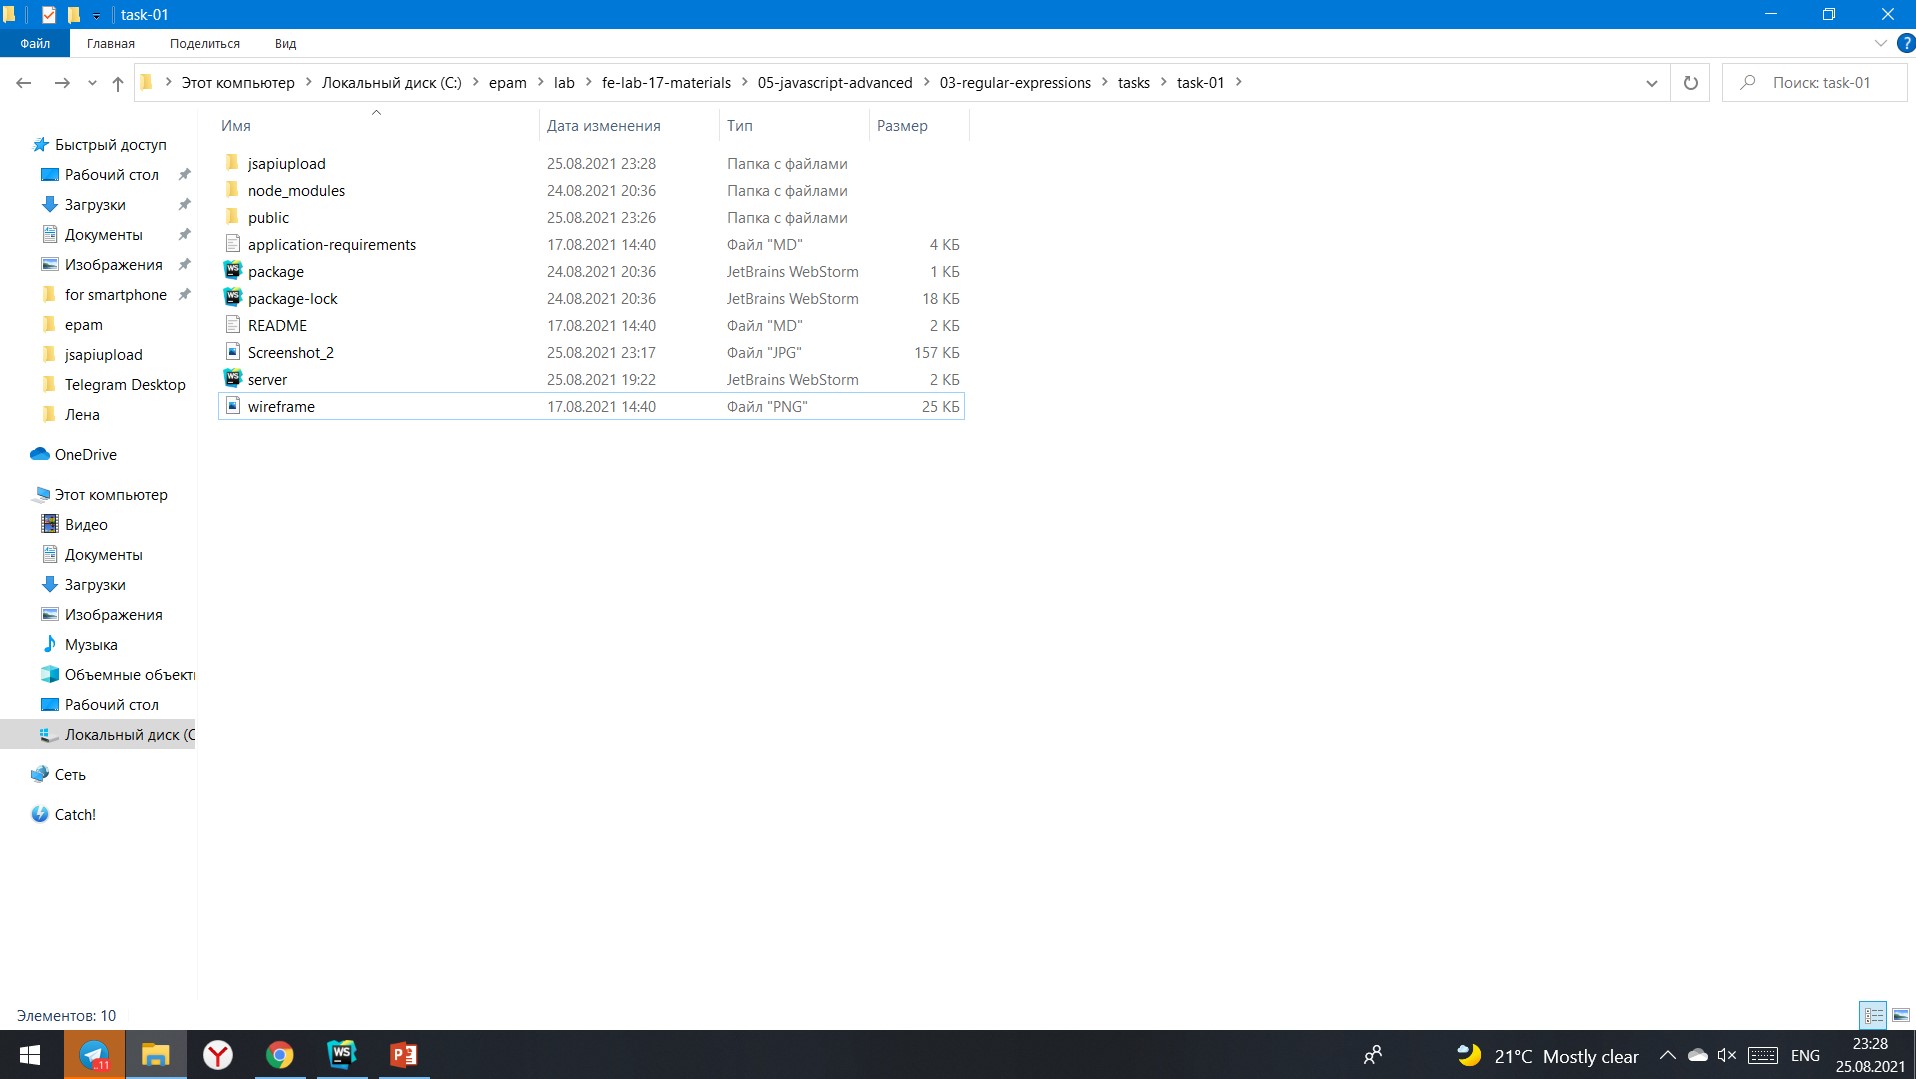 task-01
Файл Главная Поделиться Вид
Этот компьютер Локальный диск (C:) epam lab fe-lab-17-materials 05-javascript-advanced 03-regular-expressions tasks task-01
Поиск: task-01
Имя Дата изменения Тип Размер
jsapiupload 25.08.2021 23:28 Папка с файлами
node_modules 24.08.2021 20:36 Папка с файлами
public 25.08.2021 23:26 Папка с файлами
application-requirements 17.08.2021 14:40 Файл "MD" 4 КБ
package 24.08.2021 20:36 JetBrains WebStorm 1 КБ
package-lock 24.08.2021 20:36 JetBrains WebStorm 18 КБ
README 17.08.2021 14:40 Файл "MD" 2 КБ
Screenshot_2 25.08.2021 23:17 Файл "JPG" 157 КБ
server 25.08.2021 19:22 JetBrains WebStorm 2 КБ
wireframe 17.08.2021 14:40 Файл "PNG" 25 КБ
Быстрый доступ
Рабочий стол
Загрузки
Документы
Изображения
for smartphone
epam
jsapiupload
Telegram Desktop
Лена
OneDrive
Этот компьютер
Видео
Документы
Загрузки
Изображения
Музыка
Объемные объект
Рабочий стол
Локальный диск (C
Сеть
Catch!
Элементов: 10
..11
WS
21°C Mostly clear
ENG
23:28
25.08.2021